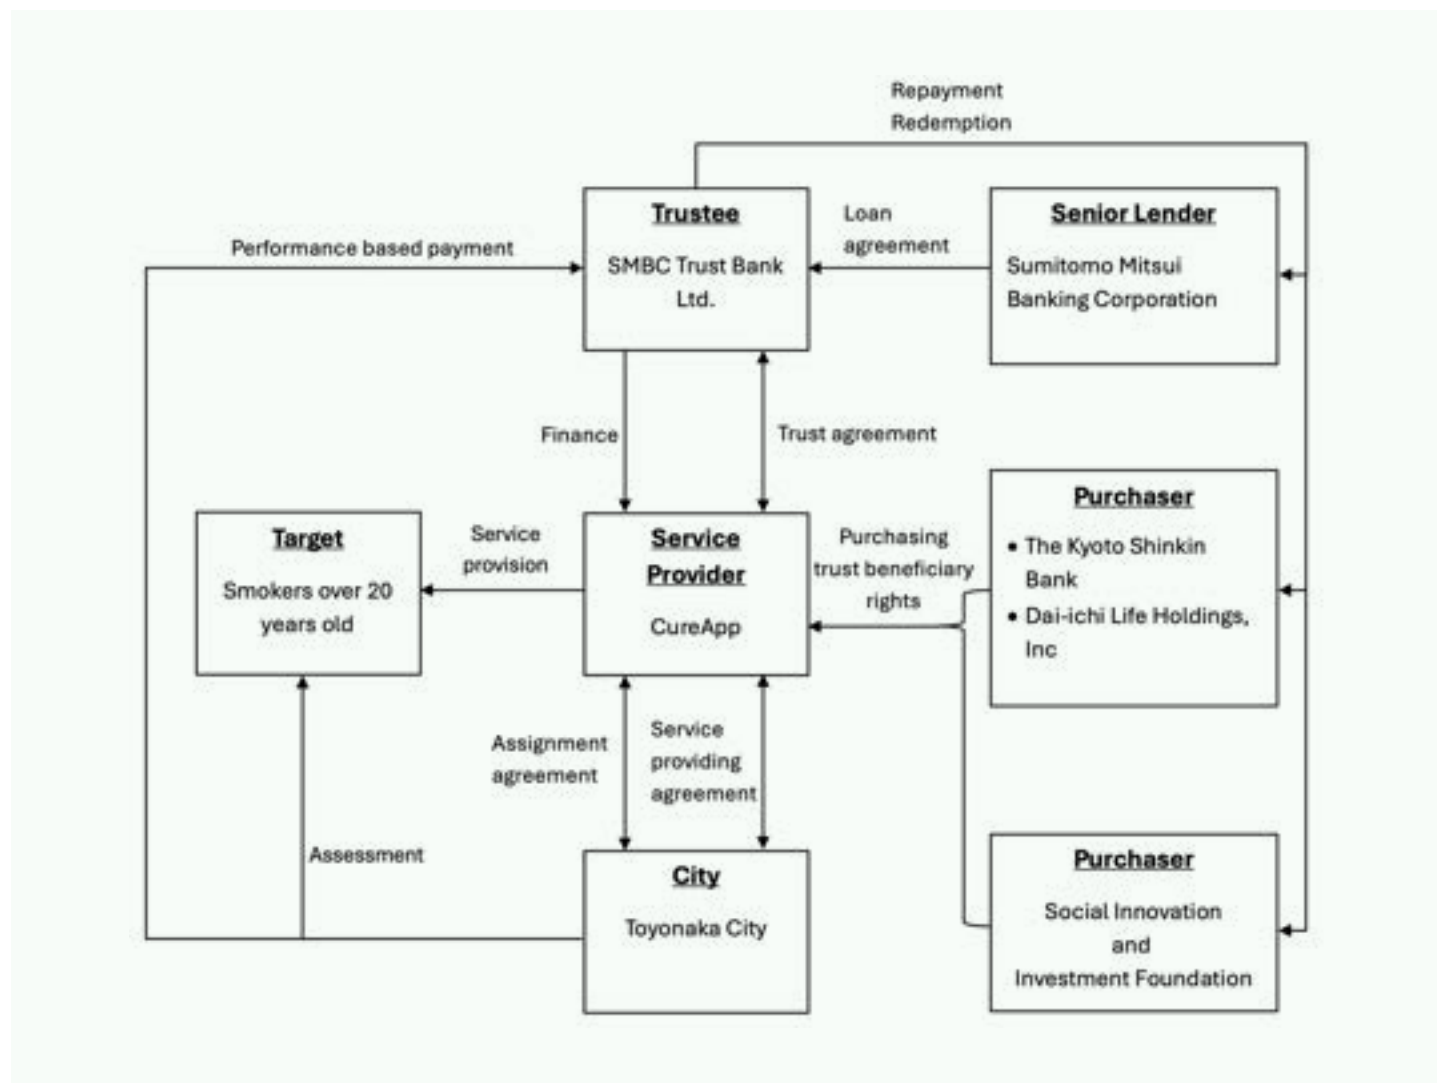 Repayment
Redemption
Trustee
SMBC Trust Bank
Ltd.
Loan
agreement
Senior Lender
Sumitomo Mitsui
Banking Corporation
Performance based payment
Finance
Trust agreement
Target
Smokers over 20
years old
Service
provision
Service
Provider
CureApp
Purchasing
trust beneficiary
rights
Purchaser
• The Kyoto Shinkin
Bank
• Dai-ichi Life Holdings,
Inc
Assignment
agreement
Service
providing
agreement
Assessment
City
Toyonaka City
Purchaser
Social Innovation
and
Investment Foundation